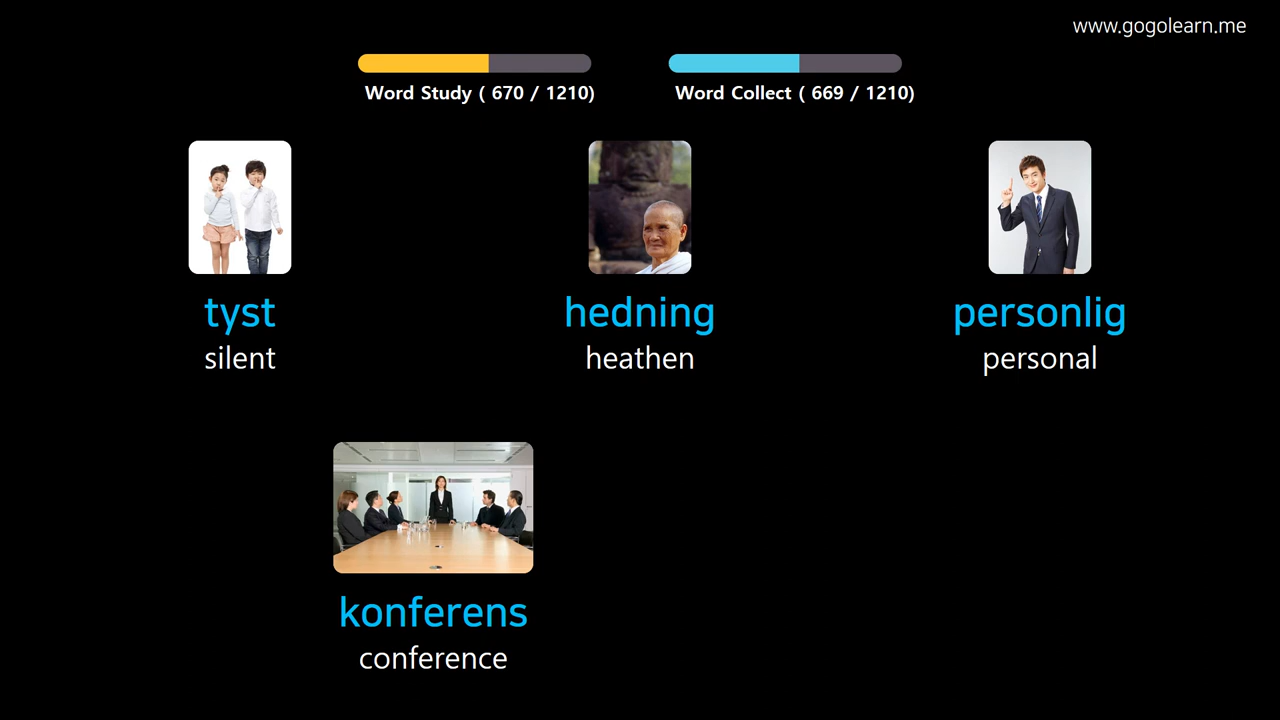 www.gogolearn.me
Word Study ( 670 / 1210)
Word Collect ( 669 / 1210)
tyst
silent
hedning
heathen
personlig
personal
konferens
conference